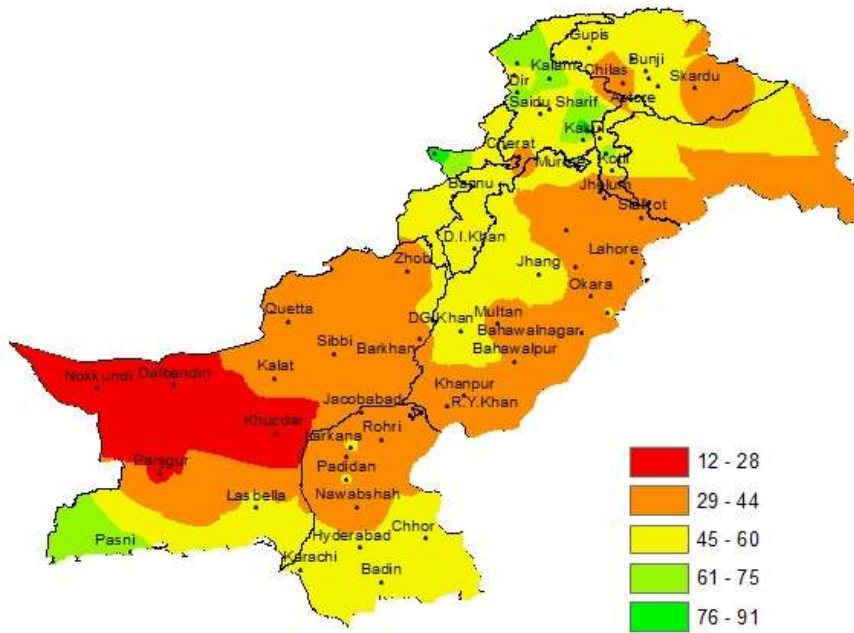 Gupis
Bunji
Kalam
Chilas
Skardu
Dir
Astore
Saidu Sharif
Kakul
Cherat
Murree
Kotli
Bannu
Jhelum
Sialkot
D.I.Khan
Lahore
Zhob
Jhang
Okara
Quetta
DG.Khan
Multan
Bahawalnagar
Sibbi
Barkhan
Bahawalpur
Nokkundi
Dalbandin
Kalat
Khanpur
Jacobabad
R.Y.Khan
Khuzdar
Larkana
Rohri
12 - 28
Panjgur
Padidan
29 - 44
Lasbella
Nawabshah
45 - 60
Pasni
Hyderabad
Chhor
Karachi
61 - 75
Badin
76 - 91